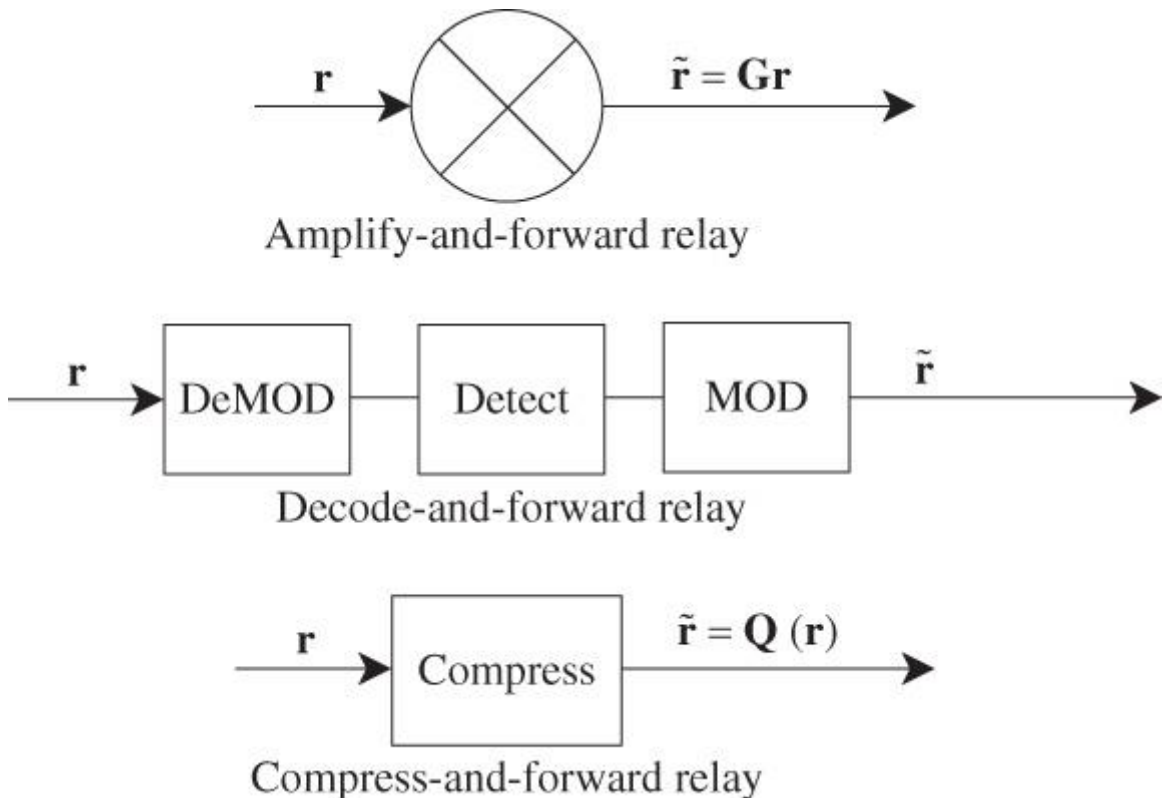 r
r̃ = Gr
Amplify-and-forward relay
r
DeMOD
Detect
MOD
r̃
Decode-and-forward relay
r
Compress
r̃ = Q (r)
Compress-and-forward relay